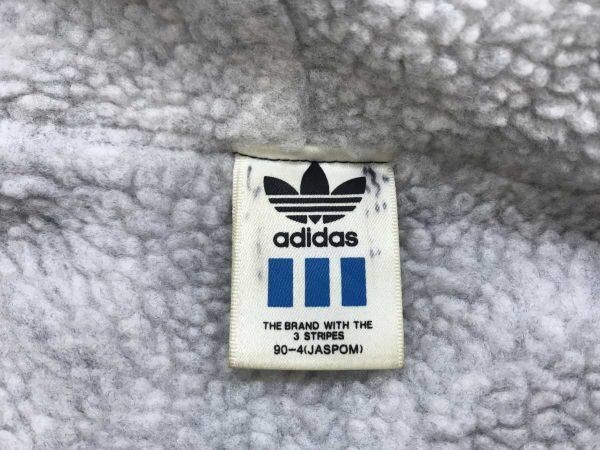 adidas
THE BRAND WITH THE
3 STRIPES
90-4(JASPOM)